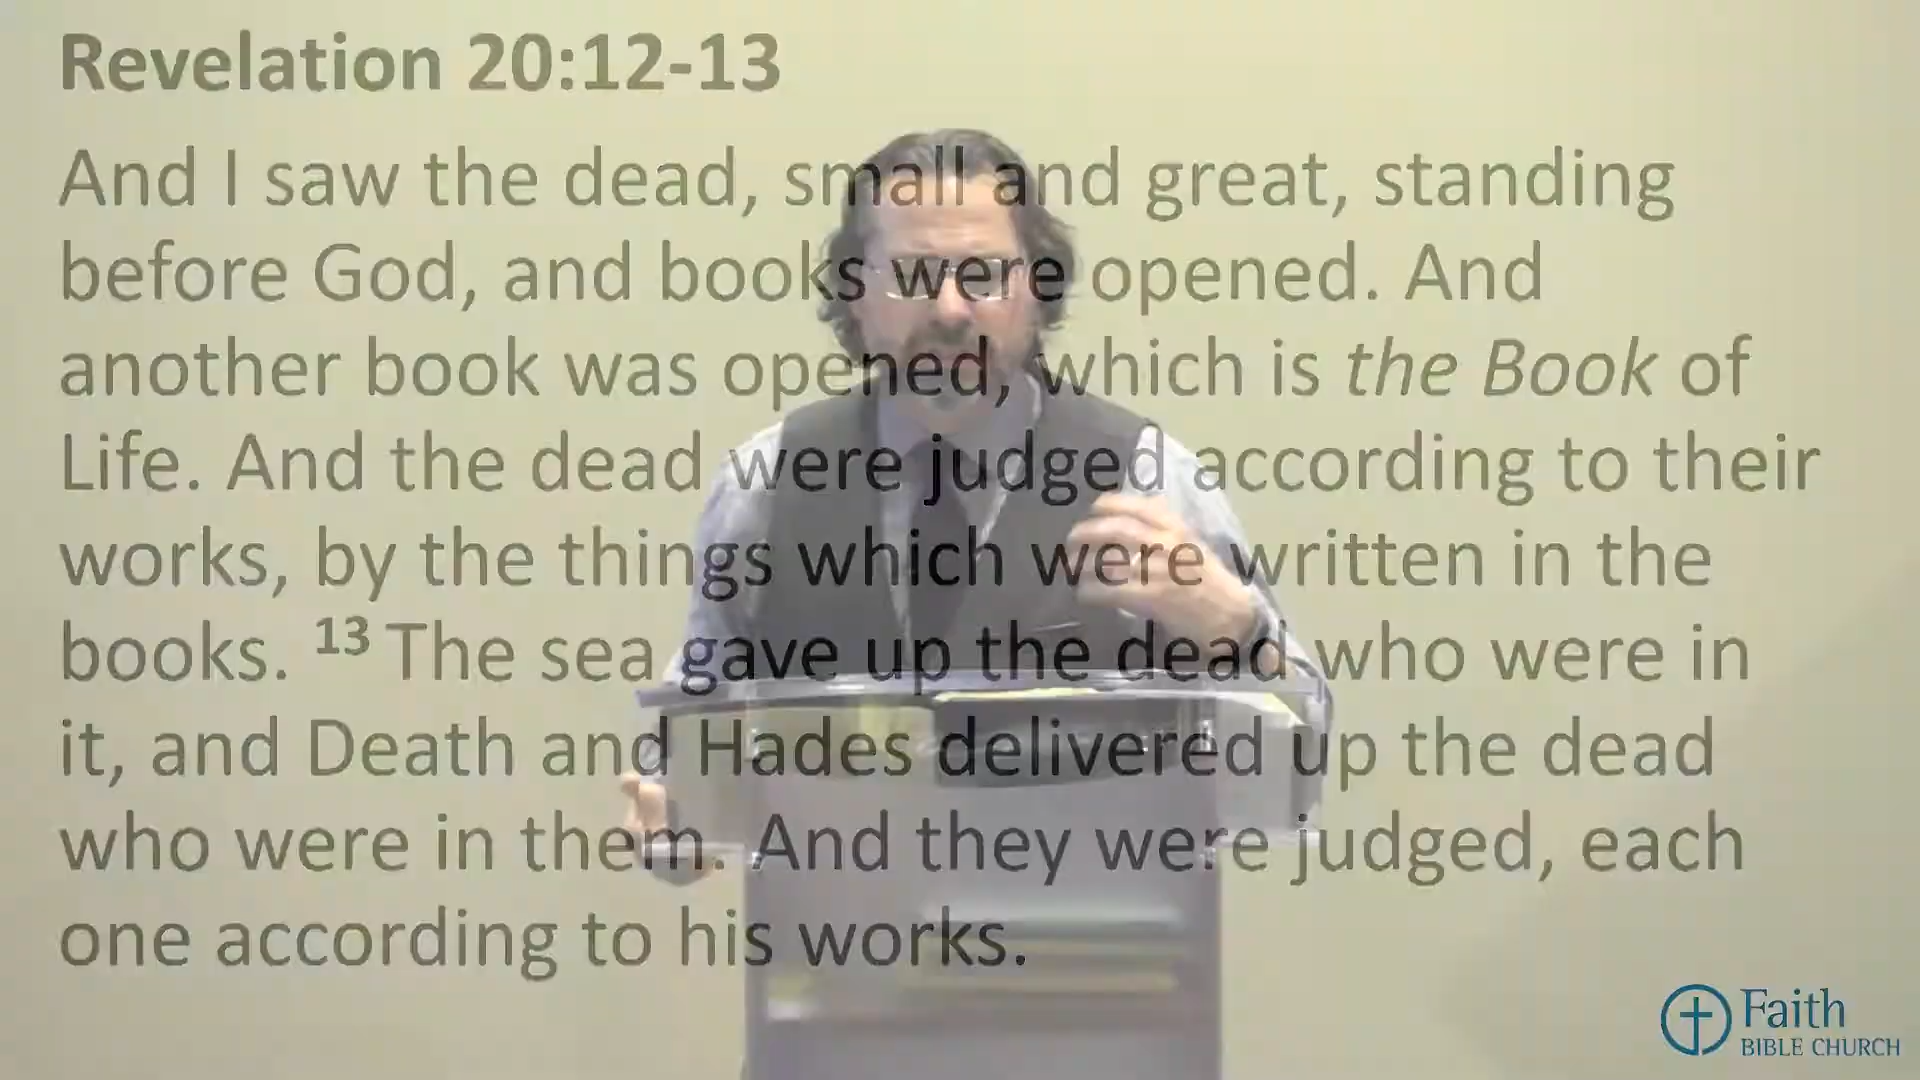 Revelation 20:12-13
And I saw the dead, small and great, standing
before God, and books were opened. And
another book was opened, which is the Book of
Life. And the dead were judged according to their
works, by the things which were written in the
books. 13 The sea gave up the dead who were in
it, and Death and Hades delivered up the dead
who were in them. And they were judged, each
one according to his works.
Faith
BIBLE CHURCH